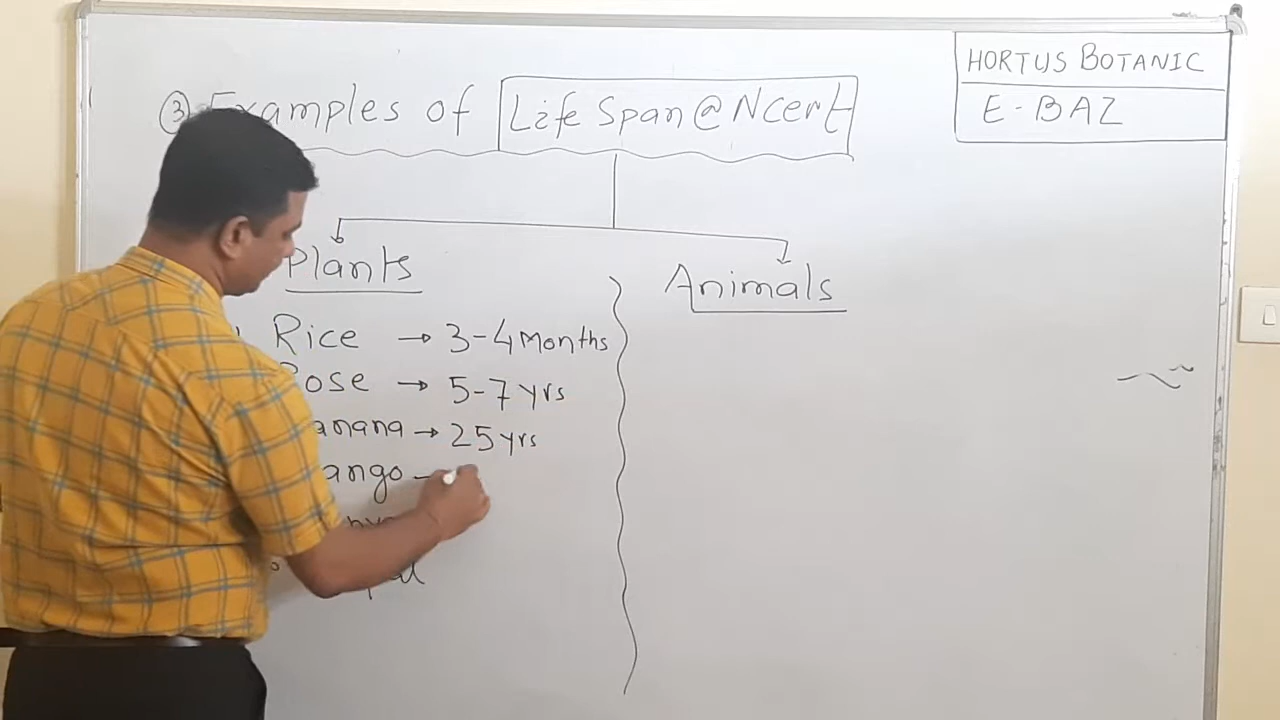 HORTUS BOTANIC
E-BAZ
③ Examples of Life Span @ Ncert
Plants
Animals
Rice → 3-4 Months
Rose → 5-7 yrs
Banana → 25 yrs
ango